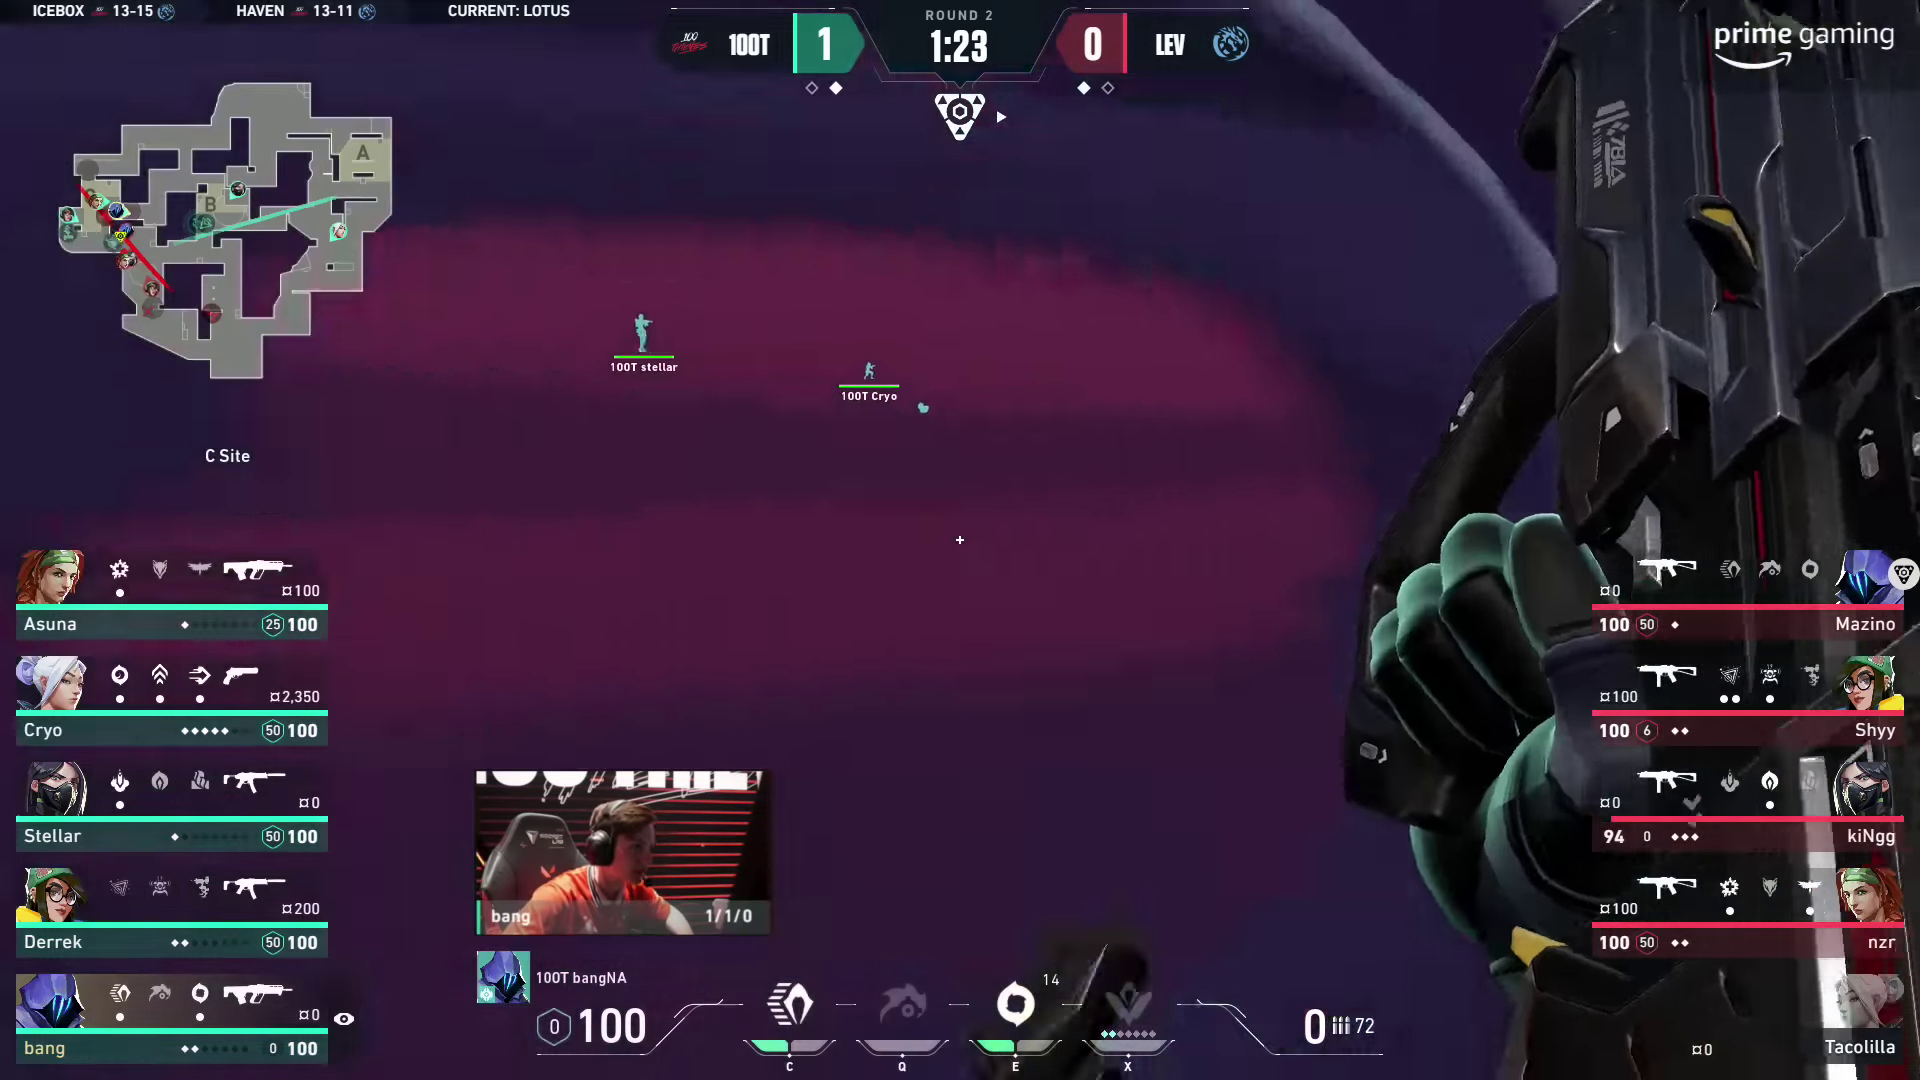 ICEBOX 13-15 HAVEN 13-11 CURRENT: LOTUS
ROUND 2
100 THIEVES 100T 1 1:23 0 LEV
prime gaming
A
B
100T stellar
100T Cryo
C Site
100
Asuna 25 100
2,350
Cryo 50 100
0
Stellar 50 100
200
Derrek 50 100
0
bang 0 100
0
100 50 Mazino
100
100 6 Shyy
0
94 0 kiNgg
100
100 50 nzr
0 Tacolilla
bang 1/1/0
100T bangNA
0 100
14
0 72
C Q E X